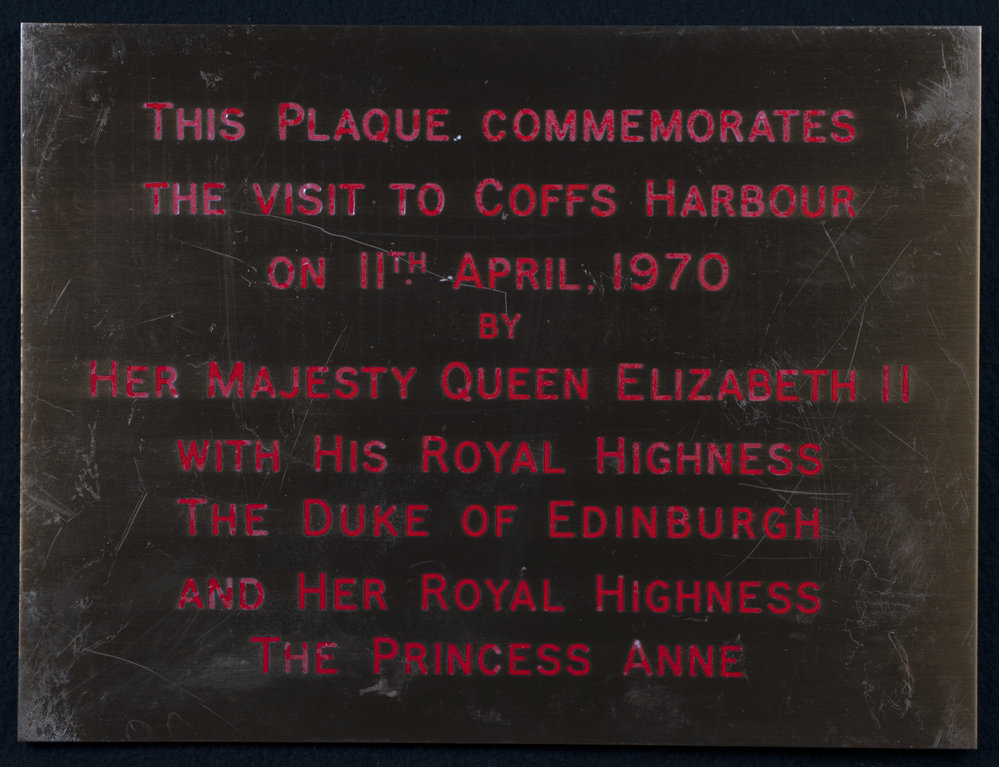 This Plaque commemorates
the visit to Coffs Harbour
on 11TH April, 1970
by
Her Majesty Queen Elizabeth II
with His Royal Highness
The Duke of Edinburgh
and Her Royal Highness
The Princess Anne